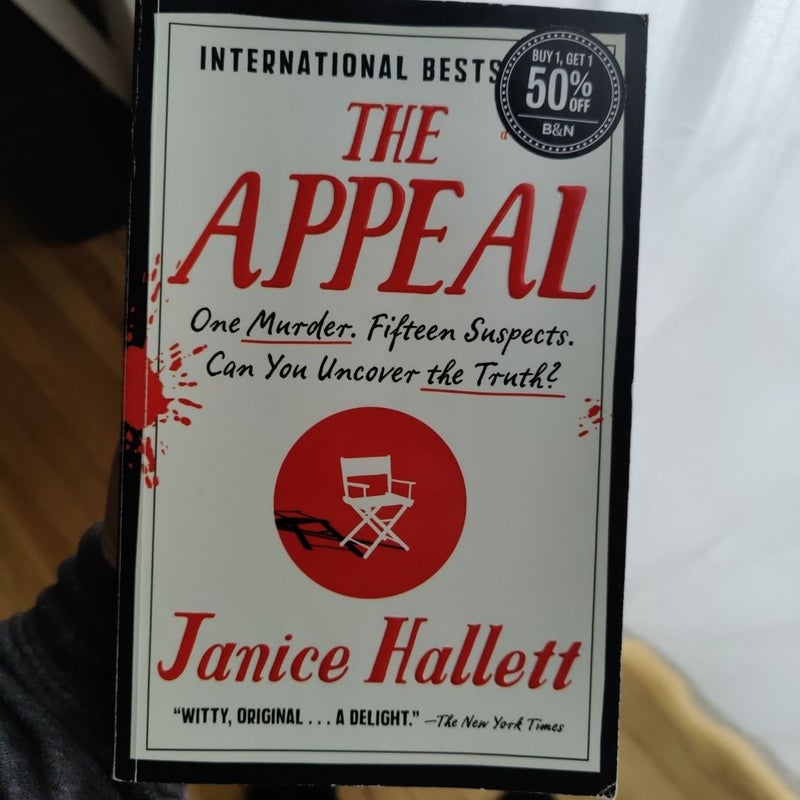 INTERNATIONAL BESTS
BUY 1, GET 1
50%
OFF
B&N
THE
a
APPEAL
One Murder. Fifteen Suspects.
Can You Uncover the Truth?
Janice Hallett
“WITTY, ORIGINAL . . . A DELIGHT.” —The New York Times